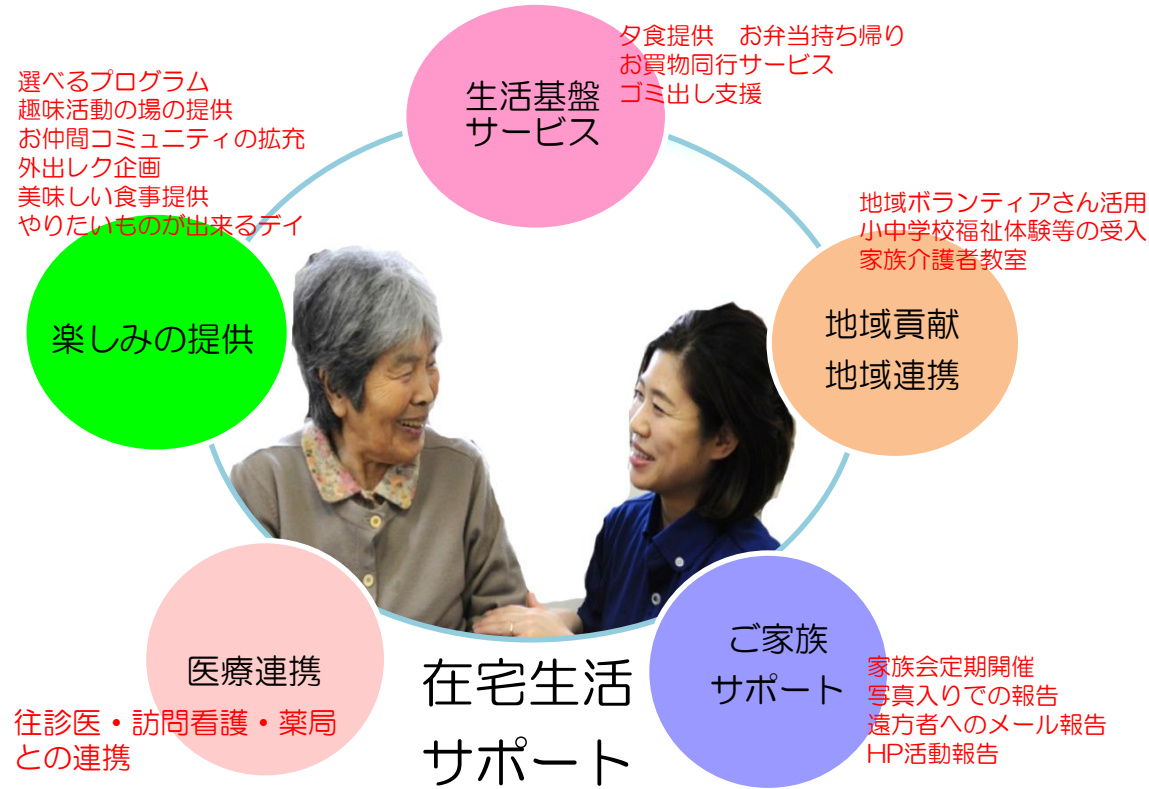 夕食提供　お弁当持ち帰り
お買物同行サービス
ゴミ出し支援
生活基盤
サービス
選べるプログラム
趣味活動の場の提供
お仲間コミュニティの拡充
外出レク企画
美味しい食事提供
やりたいものが出来るデイ
楽しみの提供
地域ボランティアさん活用
小中学校福祉体験等の受入
家族介護者教室
地域貢献
地域連携
医療連携
往診医・訪問看護・薬局
との連携
在宅生活
サポート
ご家族
サポート
家族会定期開催
写真入りでの報告
遠方者へのメール報告
HP活動報告